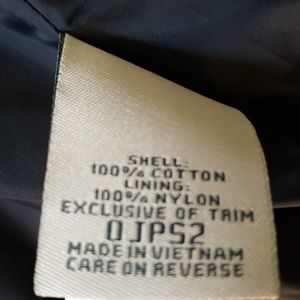 SHELL:
100% COTTON
LINING:
100% NYLON
EXCLUSIVE OF TRIM
0JPS2
MADE IN VIETNAM
CARE ON REVERSE